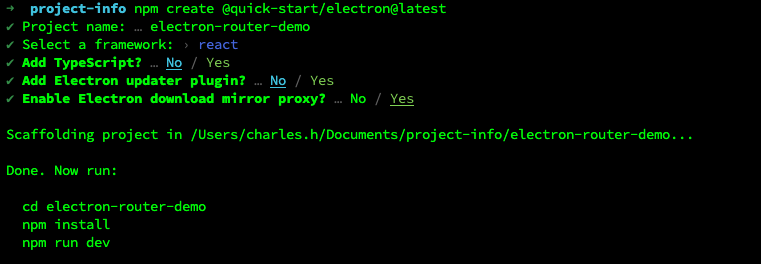 ➜  project-info npm create @quick-start/electron@latest
✔ Project name: … electron-router-demo
✔ Select a framework: › react
✔ Add TypeScript? … No / Yes
✔ Add Electron updater plugin? … No / Yes
✔ Enable Electron download mirror proxy? … No / Yes
Scaffolding project in /Users/charles.h/Documents/project-info/electron-router-demo...
Done. Now run:
cd electron-router-demo
npm install
npm run dev